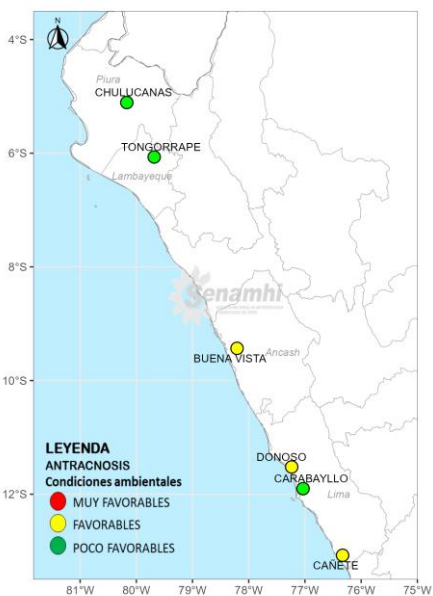 4°S
N
Piura
CHULUCANAS
6°S
TONGORRAPE
Lambayeque
8°S
Senamhi
BUENA VISTA
Ancash
10°S
DONOSO
CARABAYLLO
Lima
12°S
CAÑETE
LEYENDA
ANTRACNOSIS
Condiciones ambientales
MUY FAVORABLES
FAVORABLES
POCO FAVORABLES
81°W 80°W 79°W 78°W 77°W 76°W 75°W